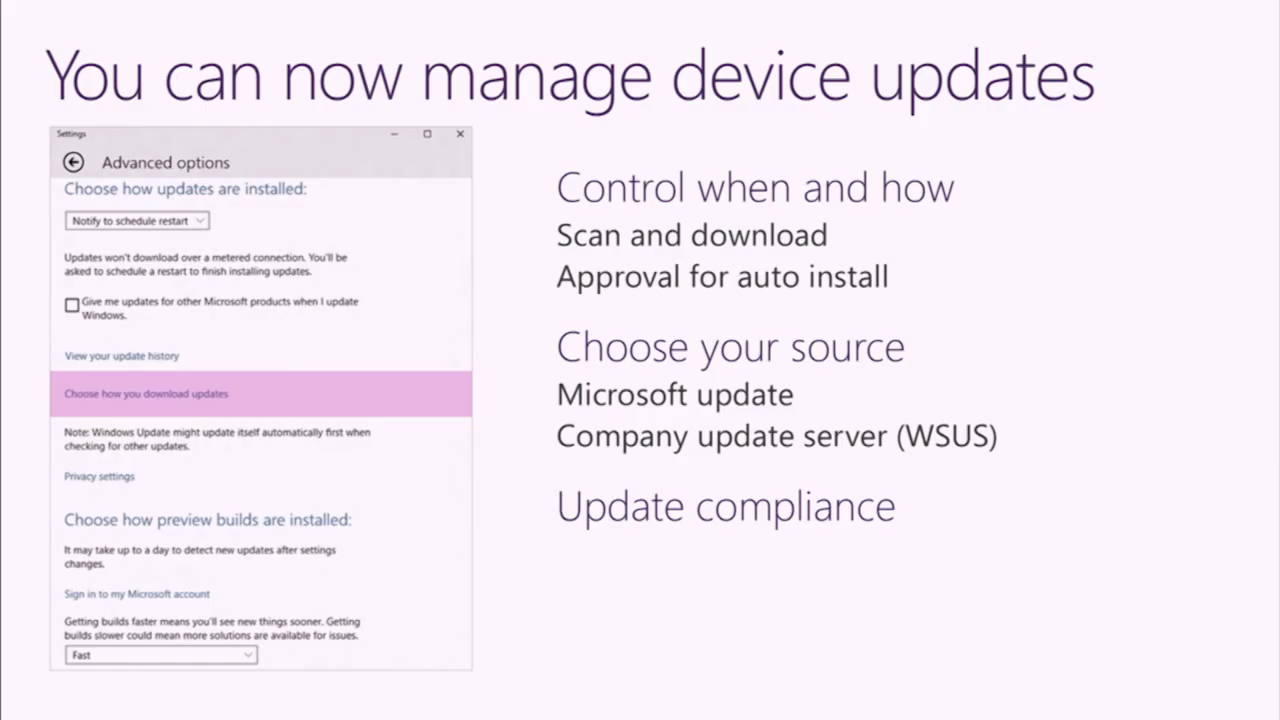 You can now manage device updates
Settings
Advanced options
Choose how updates are installed:
Notify to schedule restart
Updates won't download over a metered connection. You'll be
asked to schedule a restart to finish installing updates.
Give me updates for other Microsoft products when I update
Windows.
View your update history
Choose how you download updates
Note: Windows Update might update itself automatically first when
checking for other updates.
Privacy settings
Choose how preview builds are installed:
It may take up to a day to detect new updates after settings
changes.
Sign in to my Microsoft account
Getting builds faster means you'll see new things sooner. Getting
builds slower could mean more solutions are available for issues.
Fast
Control when and how
Scan and download
Approval for auto install
Choose your source
Microsoft update
Company update server (WSUS)
Update compliance